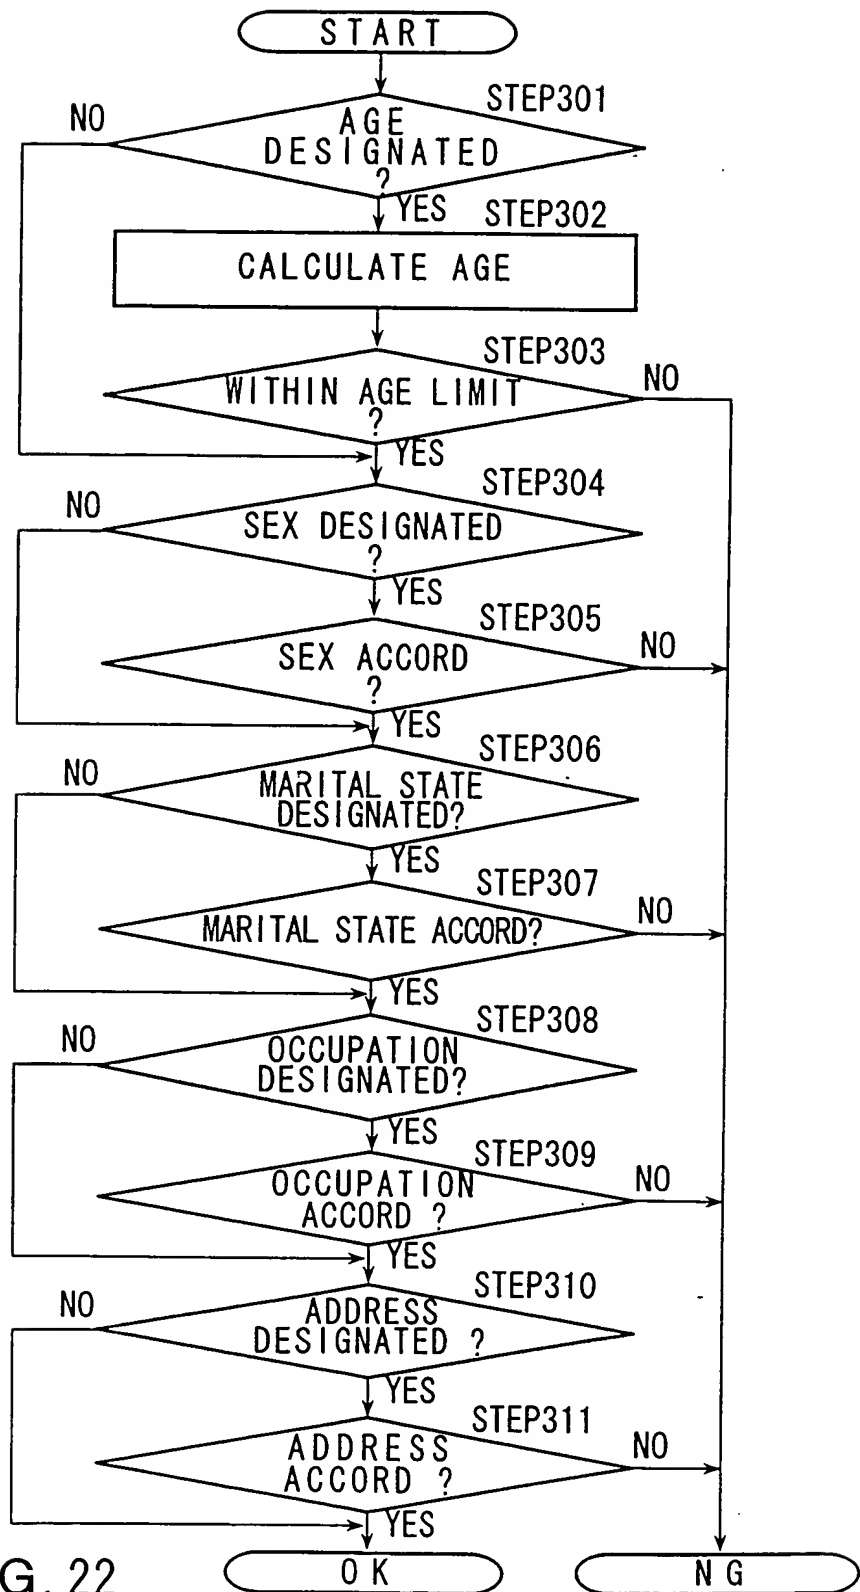 START
STEP301
NO
AGE
DESIGNATED
?
YES
STEP302
CALCULATE AGE
STEP303
WITHIN AGE LIMIT
?
NO
YES
STEP304
NO
SEX DESIGNATED
?
YES
STEP305
SEX ACCORD
?
NO
YES
STEP306
NO
MARITAL STATE
DESIGNATED?
YES
STEP307
MARITAL STATE ACCORD?
NO
YES
STEP308
NO
OCCUPATION
DESIGNATED?
YES
STEP309
OCCUPATION
ACCORD ?
NO
YES
STEP310
NO
ADDRESS
DESIGNATED ?
YES
STEP311
ADDRESS
ACCORD ?
NO
YES
G. 22
OK
NG